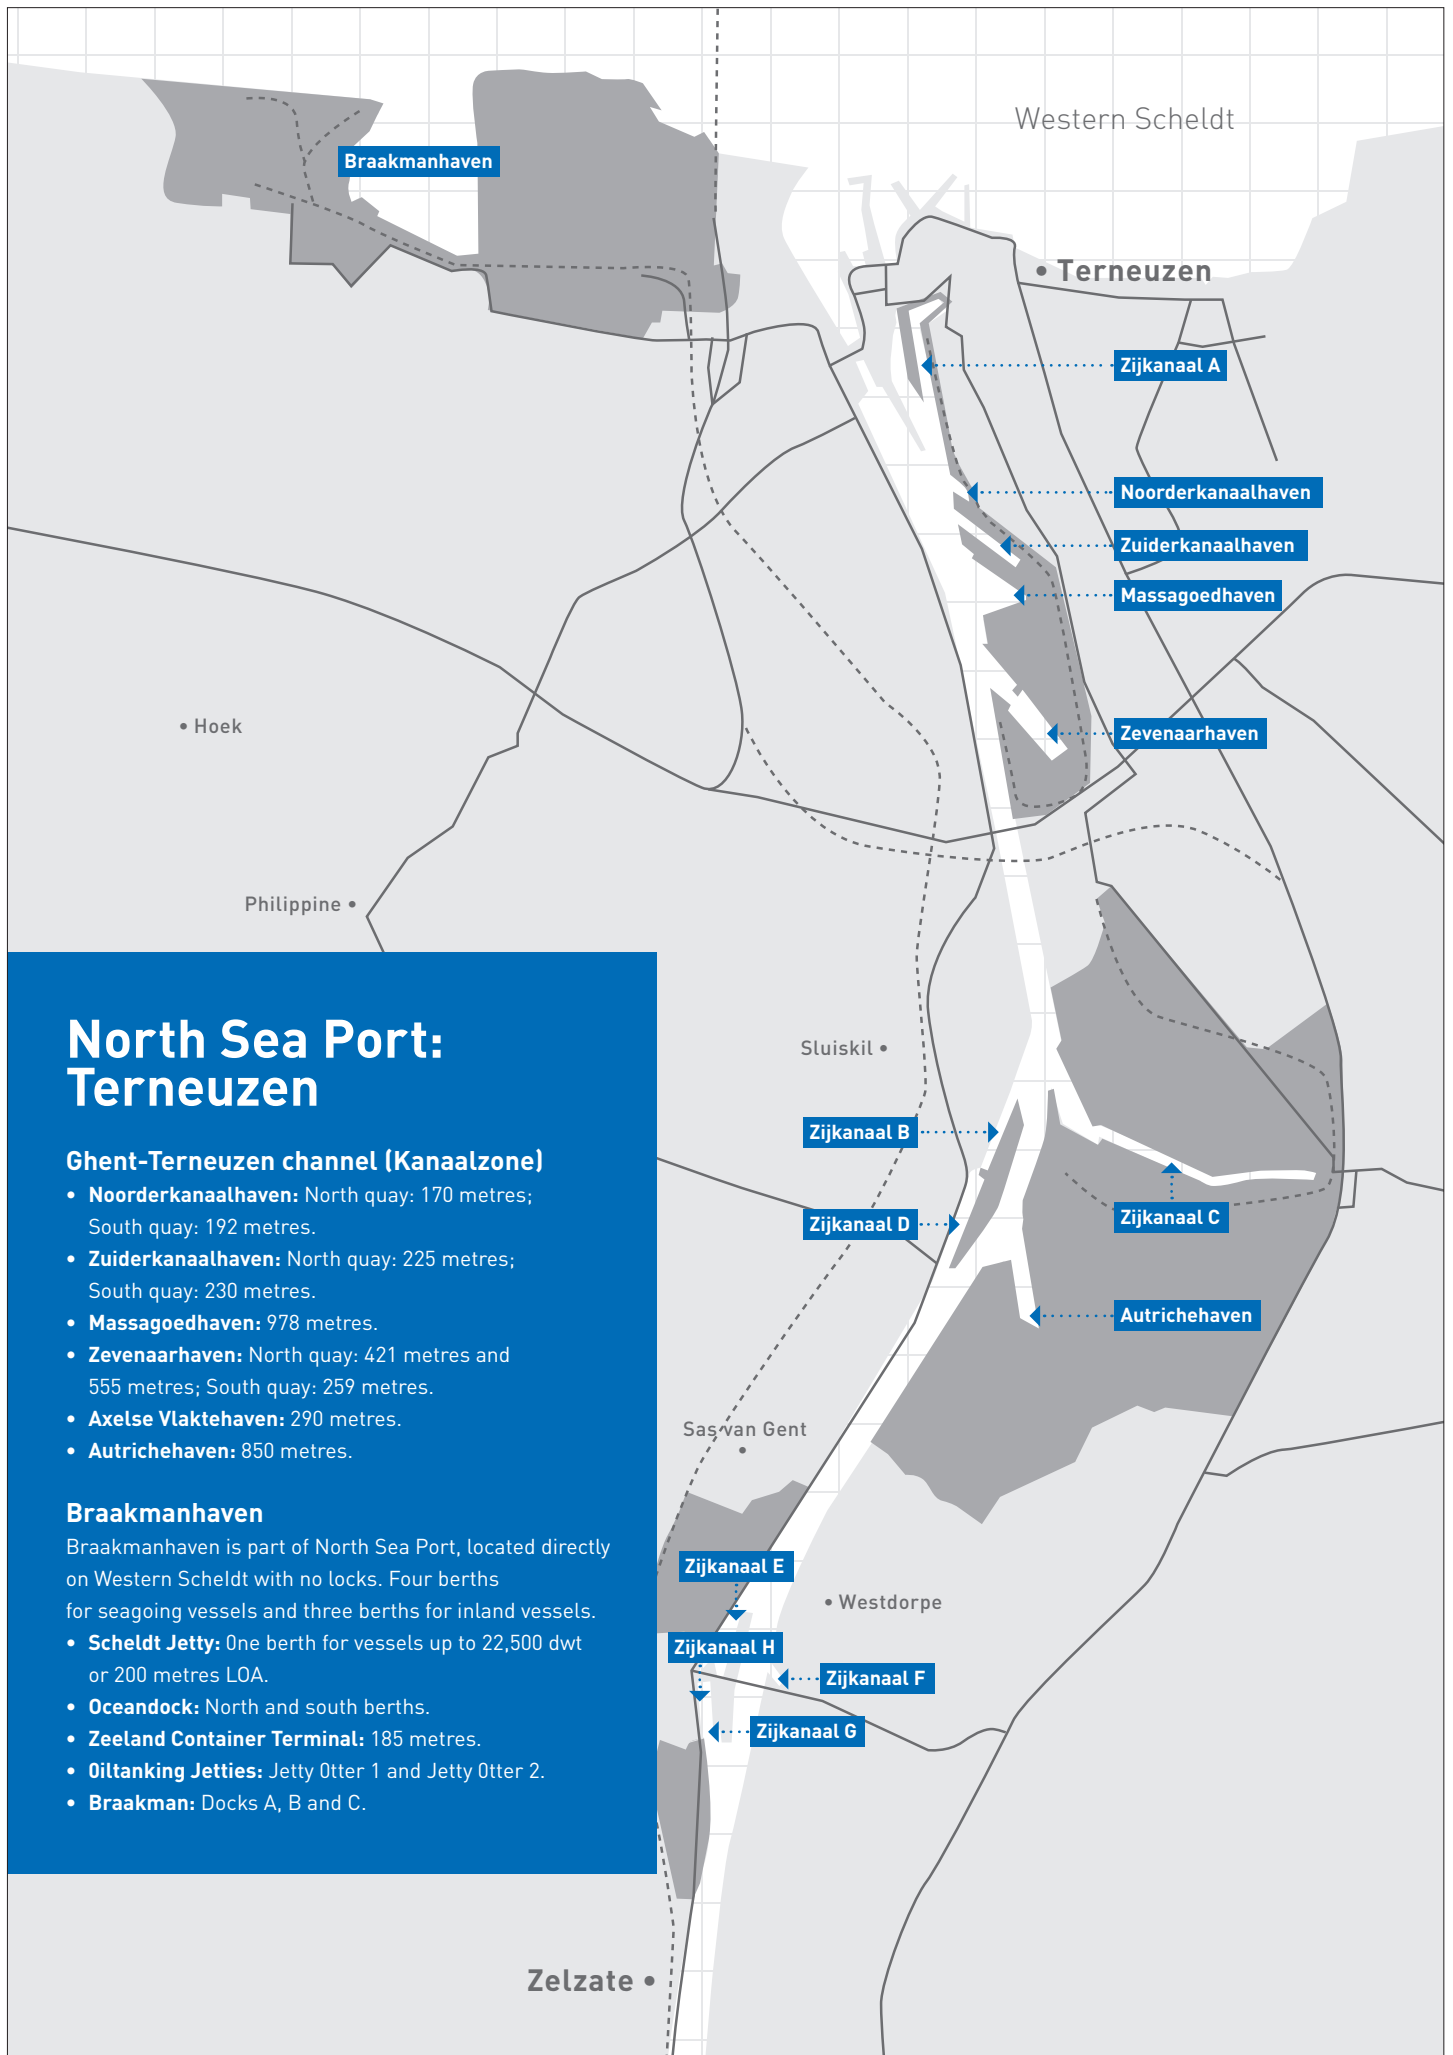 Western Scheldt
Braakmanhaven
• Terneuzen
Zijkanaal A
Noorderkanaalhaven
Zuiderkanaalhaven
Massagoedhaven
• Hoek
Zevenaarhaven
Philippine •
Sluiskil •
Zijkanaal B
Zijkanaal D
Zijkanaal C
Autrichehaven
Sas van Gent
•
Zijkanaal E
• Westdorpe
Zijkanaal H
Zijkanaal F
Zijkanaal G
Zelzate •
North Sea Port:
Terneuzen
Ghent-Terneuzen channel (Kanaalzone)
• Noorderkanaalhaven: North quay: 170 metres;
South quay: 192 metres.
• Zuiderkanaalhaven: North quay: 225 metres;
South quay: 230 metres.
• Massagoedhaven: 978 metres.
• Zevenaarhaven: North quay: 421 metres and
555 metres; South quay: 259 metres.
• Axelse Vlaktehaven: 290 metres.
• Autrichehaven: 850 metres.
Braakmanhaven
Braakmanhaven is part of North Sea Port, located directly
on Western Scheldt with no locks. Four berths
for seagoing vessels and three berths for inland vessels.
• Scheldt Jetty: One berth for vessels up to 22,500 dwt
or 200 metres LOA.
• Oceandock: North and south berths.
• Zeeland Container Terminal: 185 metres.
• Oiltanking Jetties: Jetty Otter 1 and Jetty Otter 2.
• Braakman: Docks A, B and C.